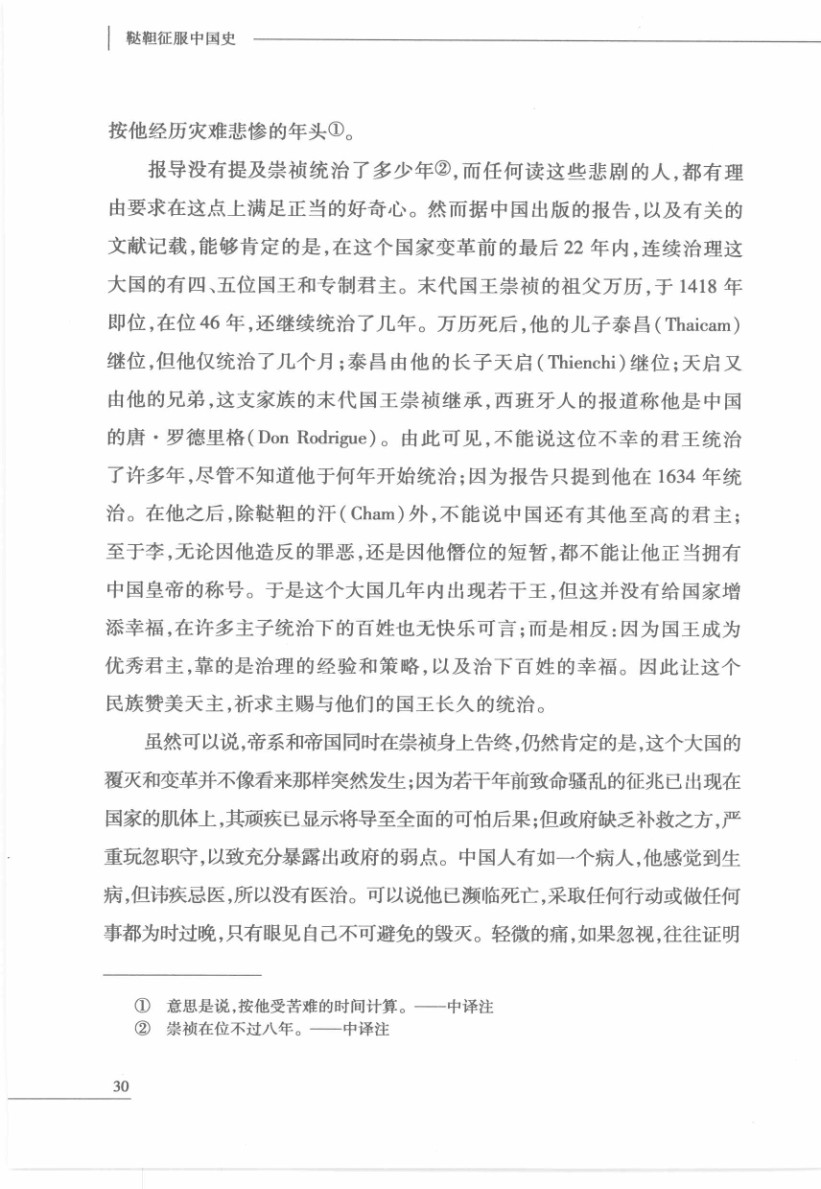 鞑靼征服中国史
按他经历灾难悲惨的年头①。
报导没有提及崇祯统治了多少年②,而任何读这些悲剧的人,都有理
由要求在这点上满足正当的好奇心。然而据中国出版的报告,以及有关的
文献记载,能够肯定的是,在这个国家变革前的最后 22 年内,连续治理这
大国的有四、五位国王和专制君主。末代国王崇祯的祖父万历,于 1418 年
即位,在位 46 年,还继续统治了几年。万历死后,他的儿子泰昌(Thaicam)
继位,但他仅统治了几个月;泰昌由他的长子天启(Thienchi)继位;天启又
由他的兄弟,这支家族的末代国王崇祯继承,西班牙人的报道称他是中国
的唐·罗德里格(Don Rodrigue)。由此可见,不能说这位不幸的君王统治
了许多年,尽管不知道他于何年开始统治;因为报告只提到他在 1634 年统
治。在他之后,除鞑靼的汗(Cham)外,不能说中国还有其他至高的君主;
至于李,无论因他造反的罪恶,还是因他僭位的短暂,都不能让他正当拥有
中国皇帝的称号。于是这个大国几年内出现若干王,但这并没有给国家增
添幸福,在许多主子统治下的百姓也无快乐可言;而是相反:因为国王成为
优秀君主,靠的是治理的经验和策略,以及治下百姓的幸福。因此让这个
民族赞美天主,祈求主赐与他们的国王长久的统治。
虽然可以说,帝系和帝国同时在崇祯身上告终,仍然肯定的是,这个大国的
覆灭和变革并不像看来那样突然发生;因为若干年前致命骚乱的征兆已出现在
国家的肌体上,其顽疾已显示将导至全面的可怕后果;但政府缺乏补救之方,严
重玩忽职守,以致充分暴露出政府的弱点。中国人有如一个病人,他感觉到生
病,但讳疾忌医,所以没有医治。可以说他已濒临死亡,采取任何行动或做任何
事都为时过晚,只有眼见自己不可避免的毁灭。轻微的痛,如果忽视,往往证明
① 意思是说,按他受苦难的时间计算。——中译注
② 崇祯在位不过八年。——中译注
30